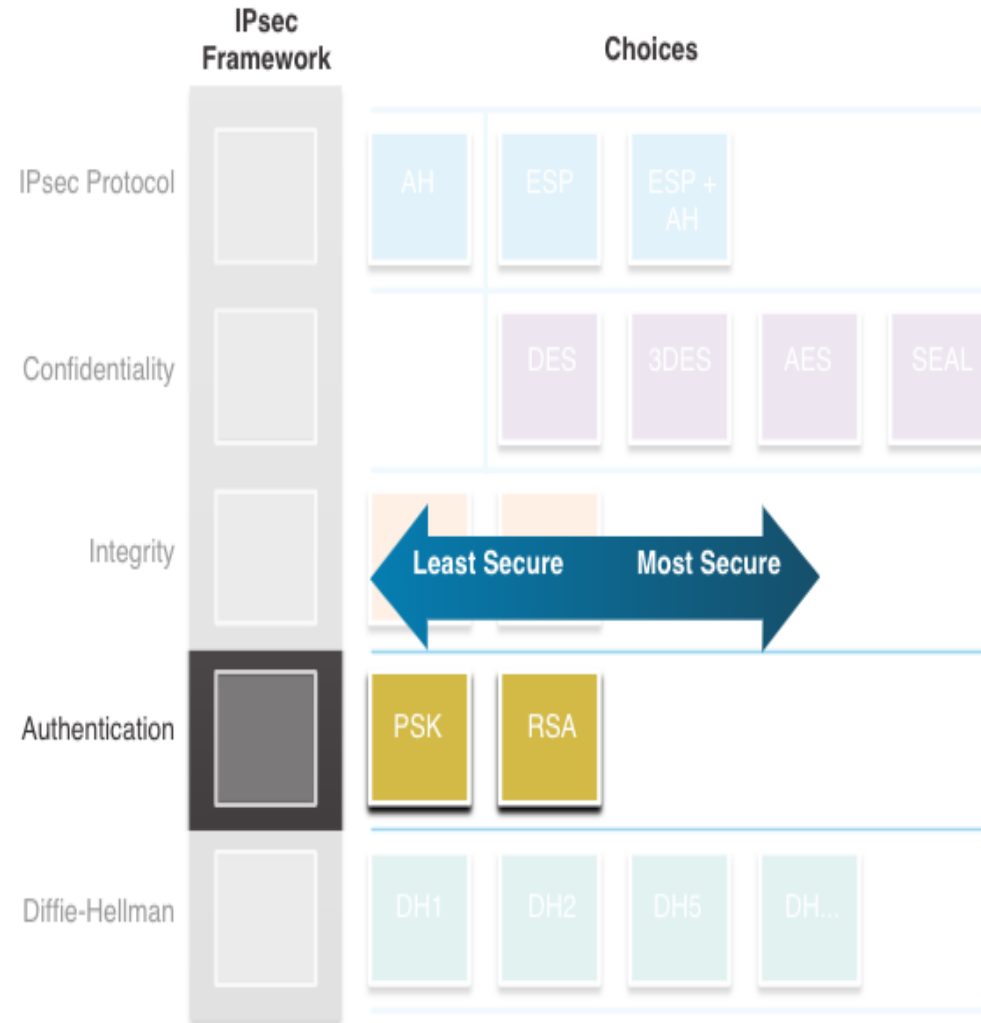 IPsec
Framework
Choices
IPsec Protocol
AH
ESP
ESP +
AH
Confidentiality
DES
3DES
AES
SEAL
Integrity
Least Secure
Most Secure
Authentication
PSK
RSA
Diffie-Hellman
DH1
DH2
DH5
DH...